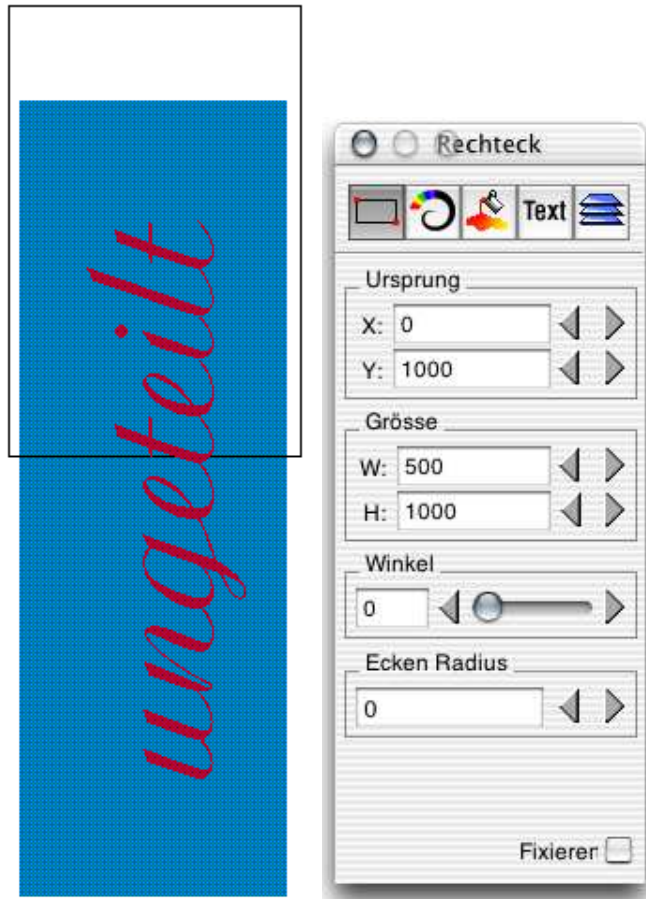 ungeteilt
Rechteck
Text
Ursprung
X: 0
Y: 1000
Grösse
W: 500
H: 1000
Winkel
0
Ecken Radius
0
Fixieren